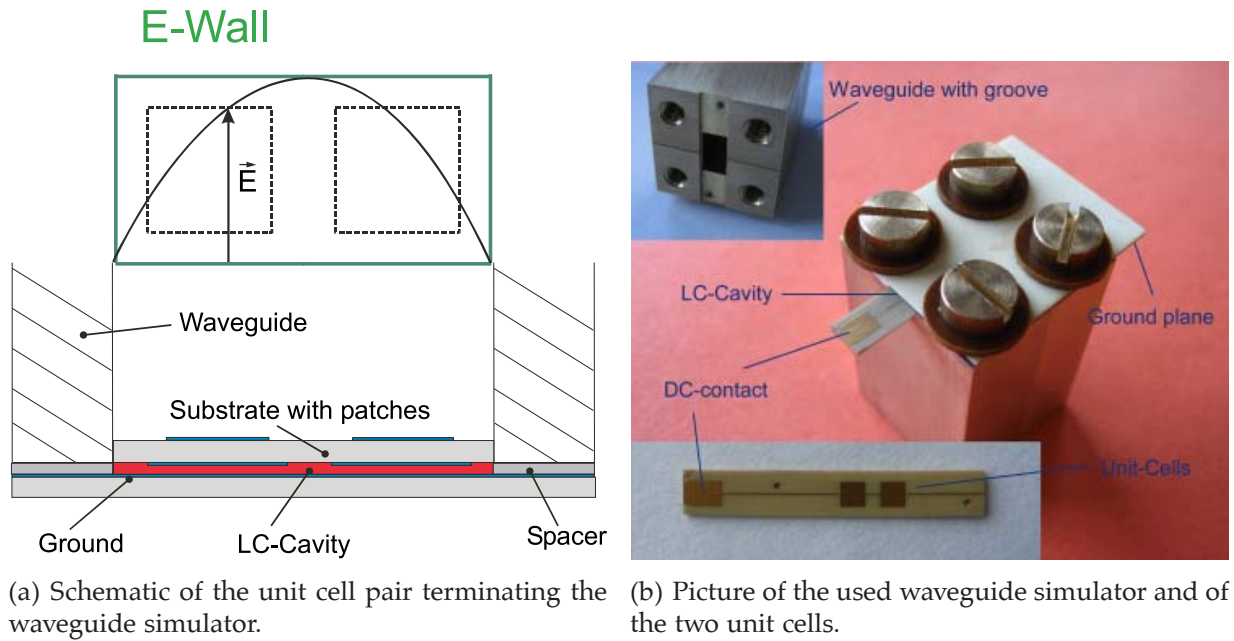 E-Wall
E
Waveguide
Substrate with patches
Ground
LC-Cavity
Spacer
(a) Schematic of the unit cell pair terminating the
waveguide simulator.
Waveguide with groove
LC-Cavity
Ground plane
DC-contact
Unit-Cells
(b) Picture of the used waveguide simulator and of
the two unit cells.